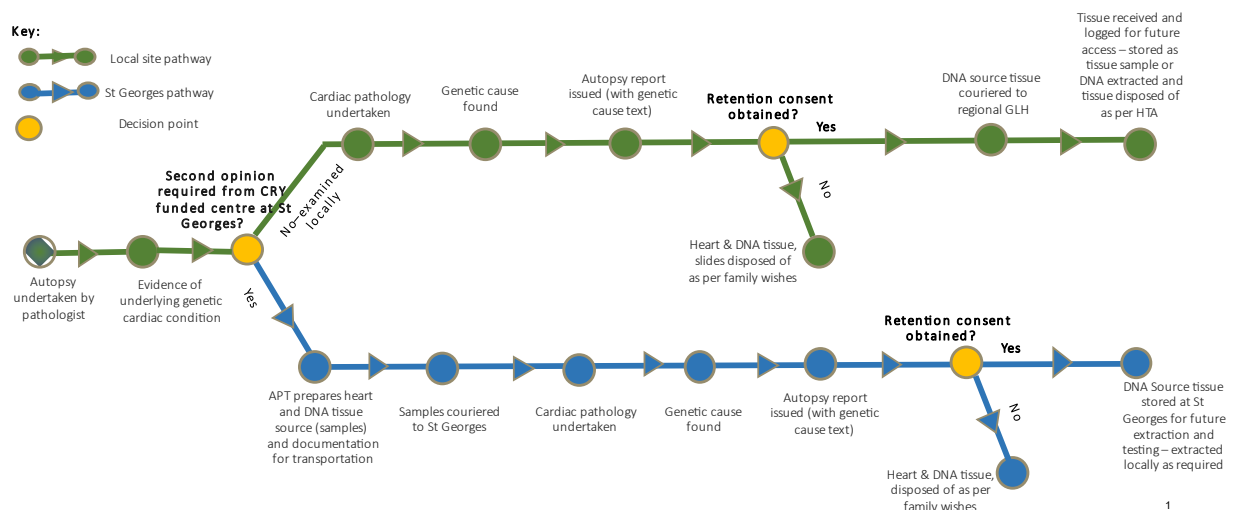 Key:
Local site pathway
St Georges pathway
Decision point
Second opinion
required from CRY
funded centre at St
Georges?
No–examined
locally
Yes
Autopsy
undertaken by
pathologist
Evidence of
underlying genetic
cardiac condition
Cardiac pathology
undertaken
Genetic cause
found
Autopsy report
issued (with genetic
cause text)
Retention consent
obtained?
Yes
No
Heart & DNA tissue,
slides disposed of
as per family wishes
DNA source tissue
couriered to
regional GLH
Tissue received and
logged for future
access – stored as
tissue sample or
DNA extracted and
tissue disposed of
as per HTA
APT prepares heart
and DNA tissue
source (samples)
and documentation
for transportation
Samples couriered
to St Georges
Cardiac pathology
undertaken
Genetic cause
found
Autopsy report
issued (with genetic
cause text)
Retention consent
obtained?
Yes
No
Heart & DNA tissue,
disposed of as per
family wishes
DNA Source tissue
stored at St
Georges for future
extraction and
testing – extracted
locally as required
1